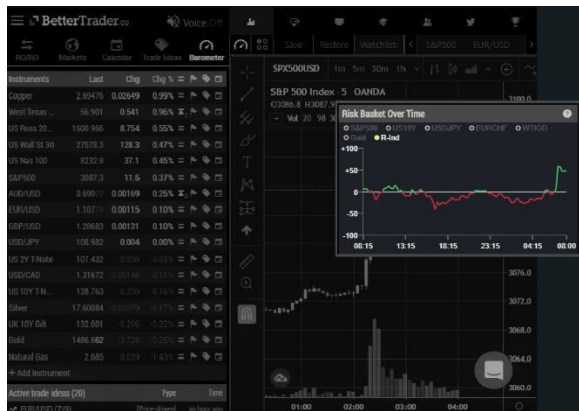 BetterTrader.co Voice Off
RORO Markets Calendar Trade Ideas Barometer
Save Restore Watchlist: S&P500 EUR/USD
Instruments Last Chg Chg %
Copper 2.69476 0.02649 0.99%
West Texas ... 56.901 0.541 0.96%
US Russ 20... 1600.966 8.754 0.55%
US Wall St 30 27578.3 128.3 0.47%
US Nas 100 8232.9 37.1 0.45%
S&P500 3087.3 11.5 0.37%
AUD/USD 0.00169 0.25%
EUR/USD 0.00115 0.10%
GBP/USD 1.28683 0.00131 0.10%
USD/JPY 108.982 0.004 0.00%
US 2Y T-Note 107.432
USD/CAD 1.31672
US 10Y T-N... 128.763
Silver 17.60084
UK 10Y Gilt 132.001
Gold 1486.662
Natural Gas 2.685
+ Add Instrument
Active trade ideas (20) Type Time
SPX500USD 1m 5m 30m 1h
S&P 500 Index 5 OANDA
O3086.8 H3087.9
Vol 20
3100.0
Risk Basket Over Time
S&P500 US10Y USDJPY EURCHF WTICO
Gold R-Ind
+100
+50
0
-50
-100
08:15 13:15 18:15 23:15 04:15 08:00
3076.0
3072.0
3068.0
3064.0
3060.0
01:00 02:00 03:00 04:00